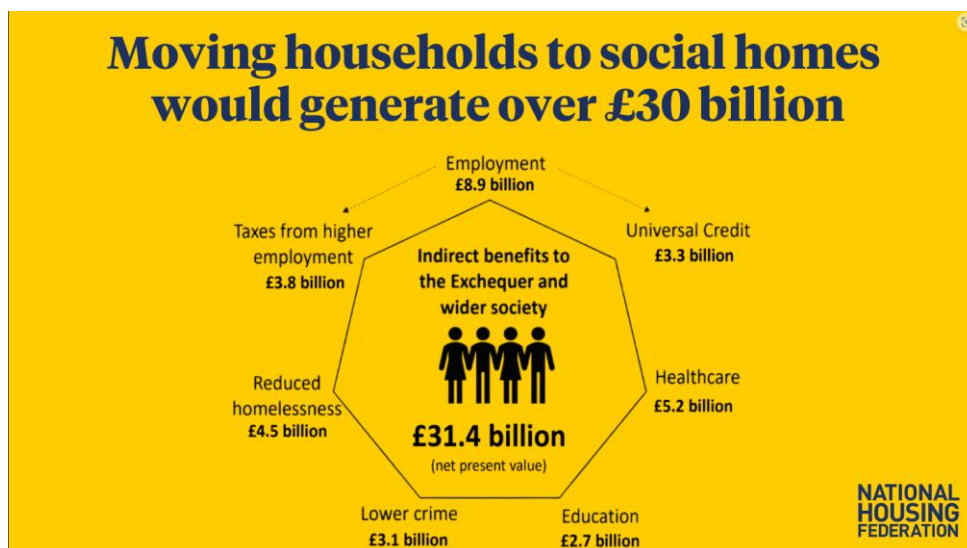 Moving households to social homes
would generate over £30 billion
Employment
£8.9 billion
Taxes from higher
employment
£3.8 billion
Universal Credit
£3.3 billion
Indirect benefits to
the Exchequer and
wider society
Reduced
homelessness
£4.5 billion
Healthcare
£5.2 billion
£31.4 billion
(net present value)
Lower crime
£3.1 billion
Education
£2.7 billion
NATIONAL
HOUSING
FEDERATION